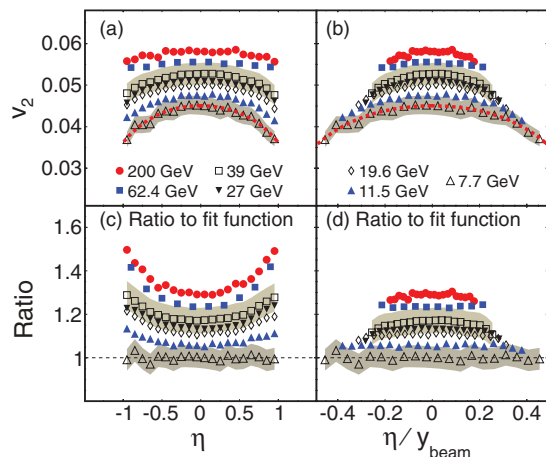 (a)
(b)
0.06
0.05
0.04
0.03
v2
200 GeV
39 GeV
62.4 GeV
27 GeV
19.6 GeV
11.5 GeV
7.7 GeV
(c) Ratio to fit function
(d) Ratio to fit function
1.6
1.4
1.2
1
Ratio
-1 -0.5 0 0.5 1
-0.4 -0.2 0 0.2 0.4
η
η / ybeam